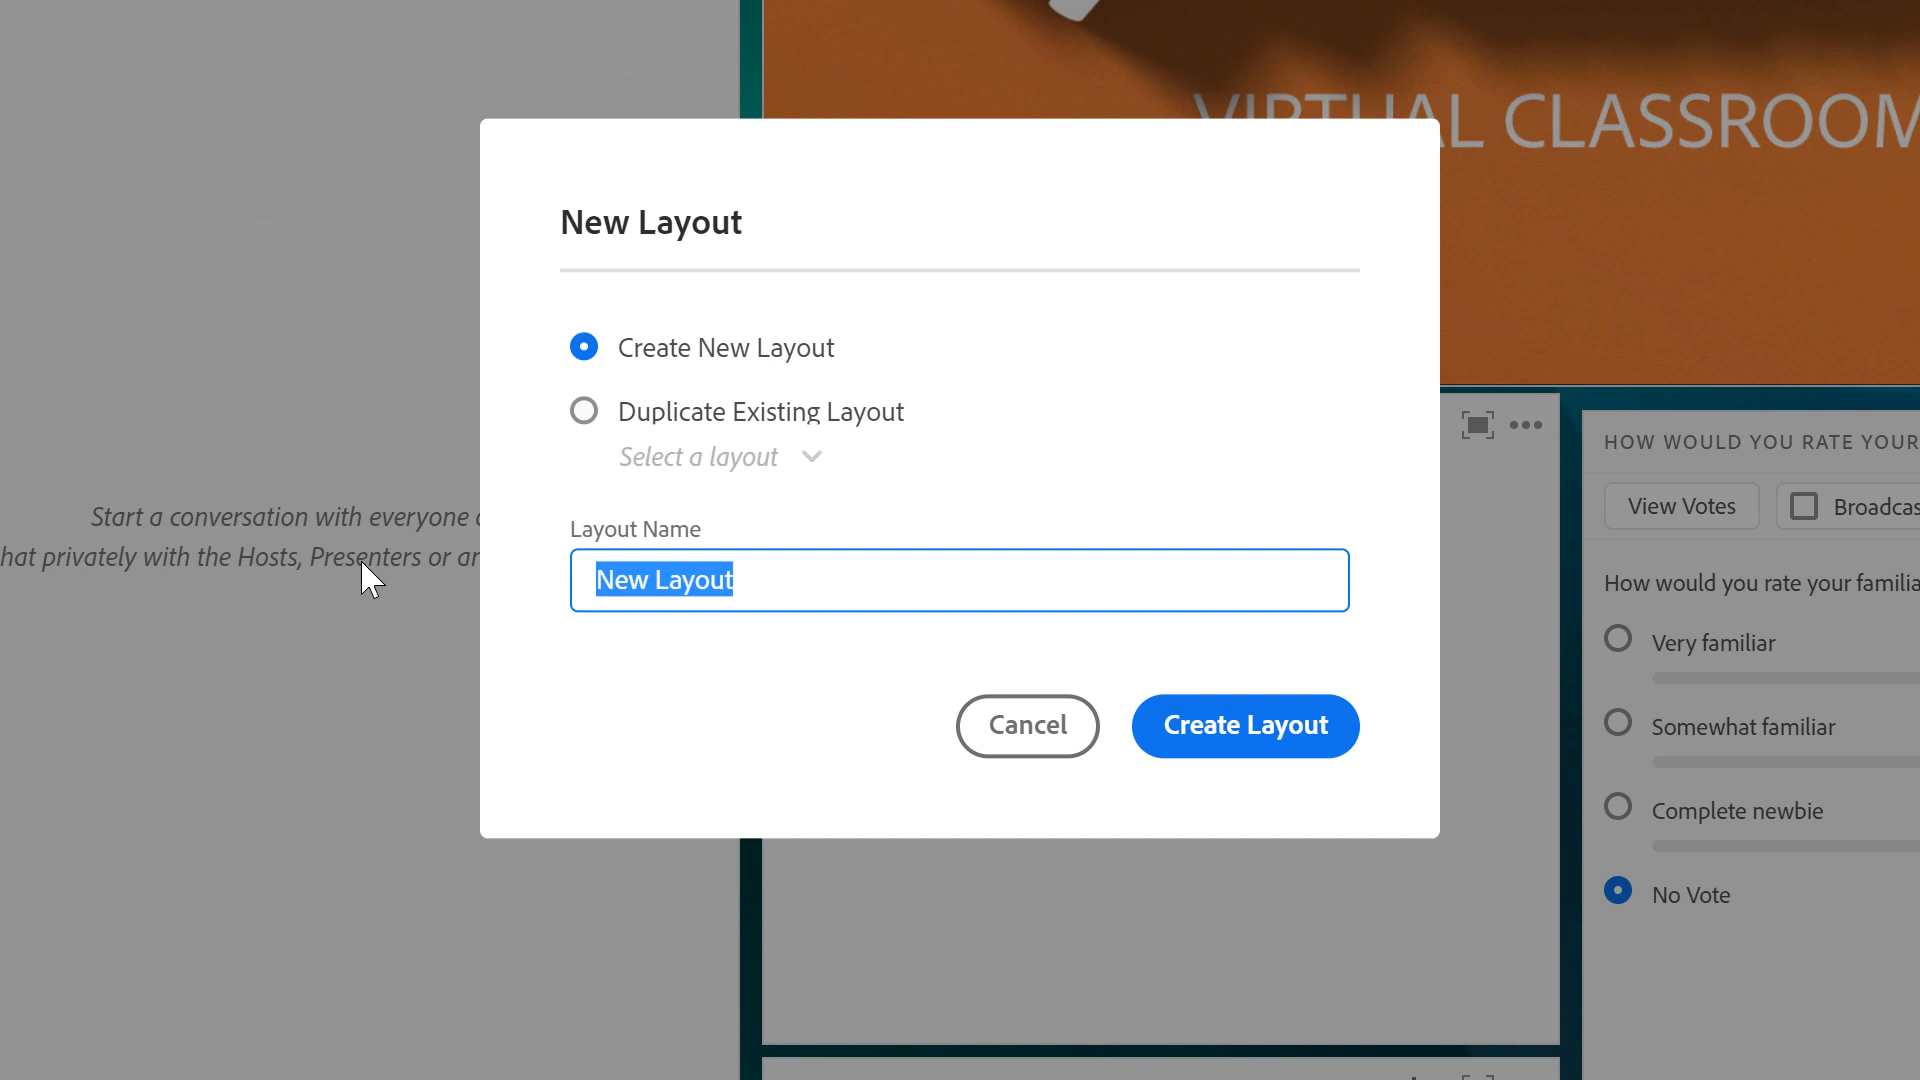 VIRTUAL CLASSROOM
New Layout
Create New Layout
Duplicate Existing Layout
Select a layout
Layout Name
New Layout
Cancel
Create Layout
Start a conversation with everyone
hat privately with the Hosts, Presenters or
HOW WOULD YOU RATE YOUR
View Votes
Broadcas
How would you rate your familia
Very familiar
Somewhat familiar
Complete newbie
No Vote